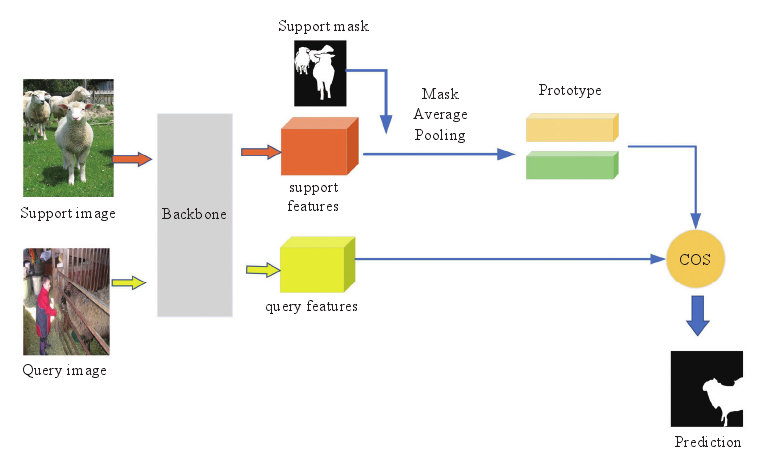 Support mask
Mask
Average
Pooling
Prototype
support
features
Support image
Backbone
COS
query features
Query image
Prediction